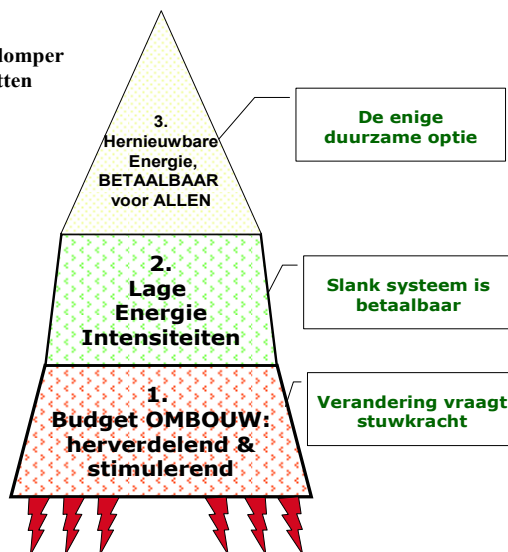 lomper
tten
3.
Hernieuwbare
Energie,
BETAALBAAR
voor ALLEN
De enige
duurzame optie
2.
Lage
Energie
Intensiteiten
Slank systeem is
betaalbaar
1.
Budget OMBOUW:
herverdelend &
stimulerend
Verandering vraagt
stuwkracht